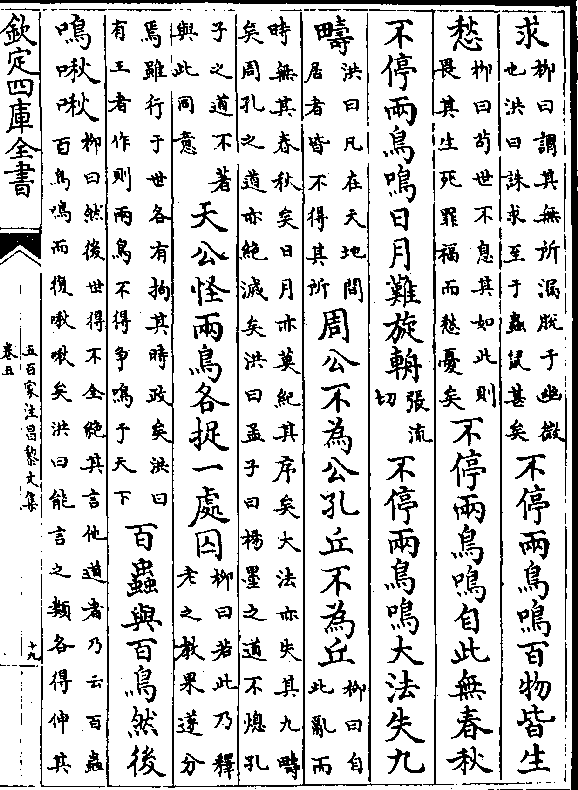 求柳曰謂其無所漏脫于幽微也洪曰誅求至于蟲鼠甚矣不停兩鳥鳴百物皆生
愁柳曰苟世不息其如此則畏其生死罪福而愁憂矣不停兩鳥鳴自此無春秋
不停兩鳥鳴日月難旋輈張流切不停兩鳥鳴大法失九
疇洪曰凡在天地間居者皆不得其所周公不為公孔丘不為丘柳曰自此亂而
時無其春秋矣日月亦莫紀其序矣大法亦失其九疇矣周孔之道亦絶滅矣洪曰孟子曰楊墨之道不熄孔
子之道不著與此同意天公怪兩鳥各捉一處囚柳曰若此乃釋老之教果遂分
焉雖行于世各有拘其時政矣洪曰有王者作則兩鳥不得爭鳴于天下百蟲與百鳥然後
鳴啾啾柳曰然後世得不全絶其言他道者乃云百蟲百鳥鳴而復啾啾矣洪曰能言之類各得伸其
欽定四庫全書
五百家注昌黎文集
卷五
十九